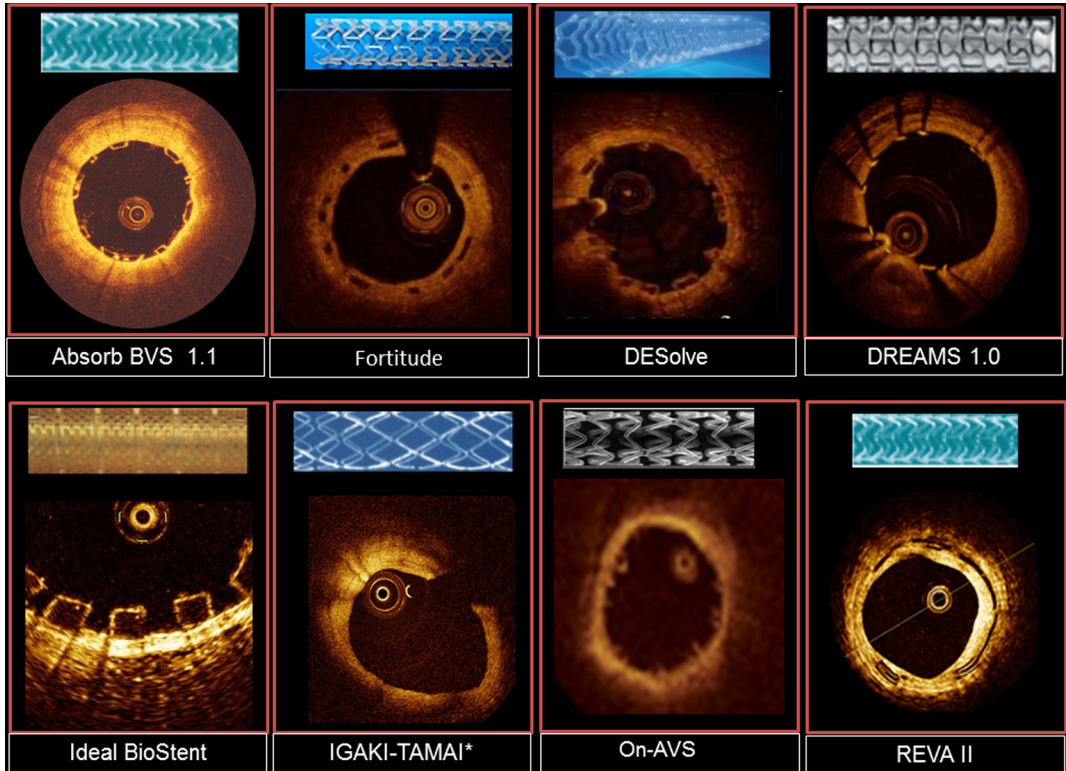 Absorb BVS 1.1
Fortitude
DESolve
DREAMS 1.0
Ideal BioStent
IGAKI-TAMAI*
On-AVS
REVA II